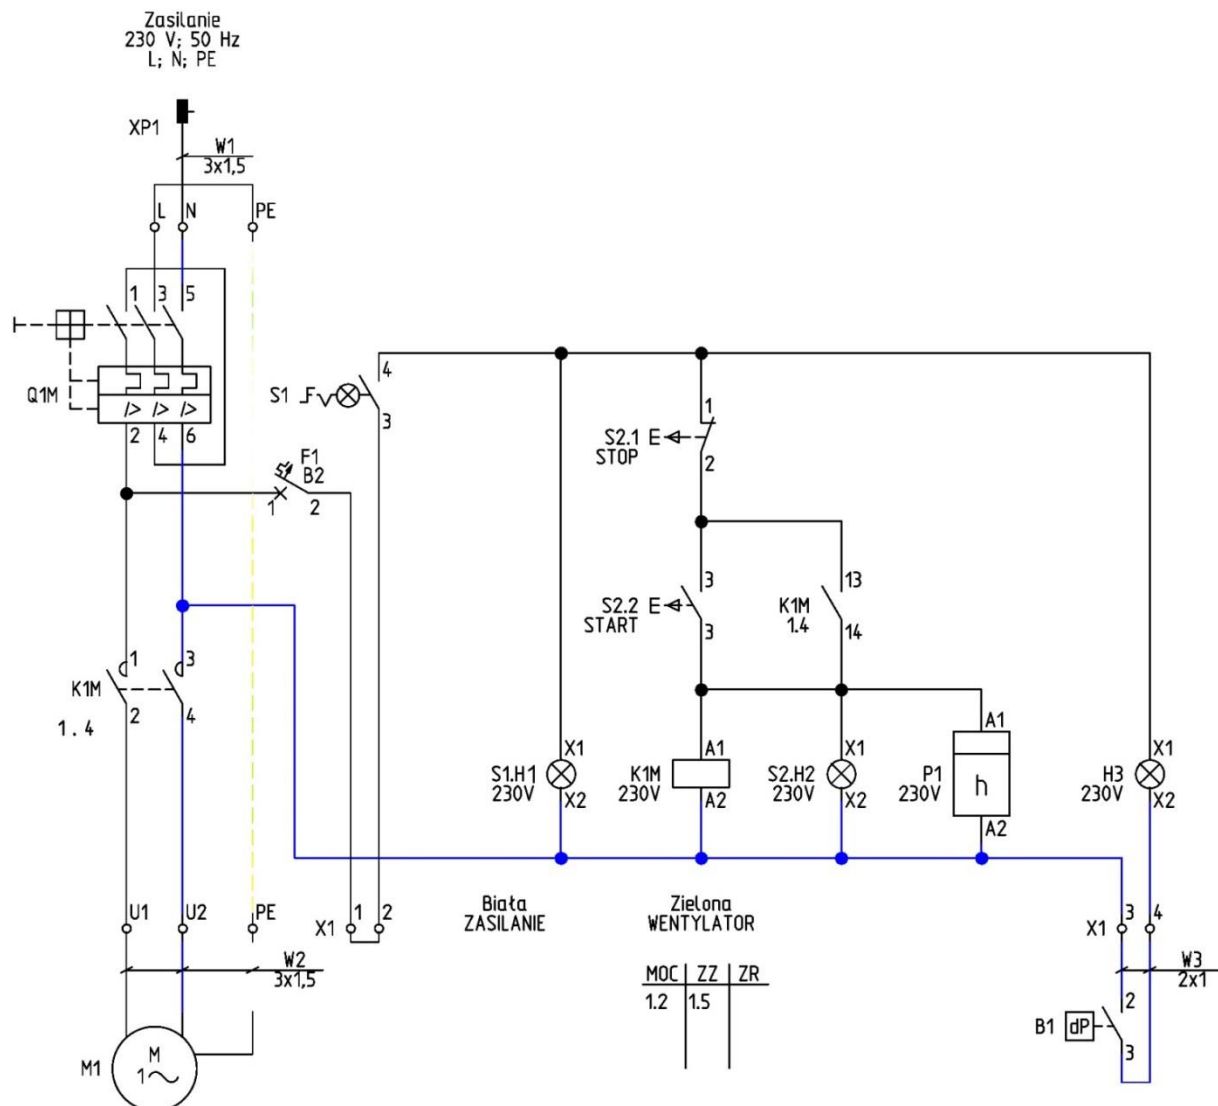 Zasilanie
230 V; 50 Hz
L; N; PE
XP1
W1
3x1,5
L N PE
1 3 5
Q1M
2 4 6
S1
4
3
F1
B2
1 2
1
S2.1 E
STOP
2
3
S2.2 E
START
3
13
K1M
1.4
14
1 3
K1M
2 4
1.4
X1
S1.H1
230V
X2
A1
K1M
230V
A2
X1
S2.H2
230V
X2
A1
P1
230V
h
A2
X1
H3
230V
X2
U1 U2 PE
X1 1 2
Biała
ZASILANIE
Zielona
WENTYLATOR
X1 3 4
W2
3x1,5
W3
2x1
MOC ZZ ZR
1.2 1.5
B1 dP
2
3
M1
M
1~